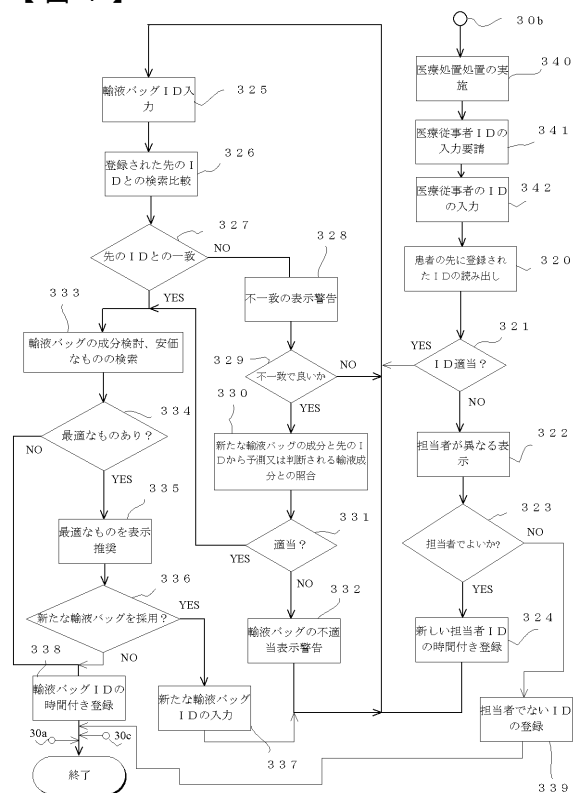 30b
医療処置処置の実
施
340
医療従事者IDの
入力要請
341
医療従事者のID
の入力
342
患者の先に登録され
たIDの読み出し
320
ID適当?
321
YES
NO
担当者が異なる表
示
322
担当者でよいか?
323
NO
YES
新しい担当者ID
の時間付き登録
324
担当者でないID
の登録
339
輸液バッグID入
力
325
登録された先のI
Dとの検索比較
326
先のIDとの一致
327
NO
YES
不一致の表示警告
328
不一致で良いか
329
NO
YES
330
新たな輸液バッグの成分と先のI
Dから予測又は判断される輸液成
分との照合
適当?
331
YES
NO
輸液バッグの不適
当表示警告
332
333
輸液バッグの成分検討、安価
なものの検索
最適なものあり?
334
NO
YES
最適なものを表示
推奨
335
新たな輸液バッグを採用?
336
YES
NO
新たな輸液バッグ
IDの入力
337
338
輸液バッグIDの
時間付き登録
30a
30c
終了